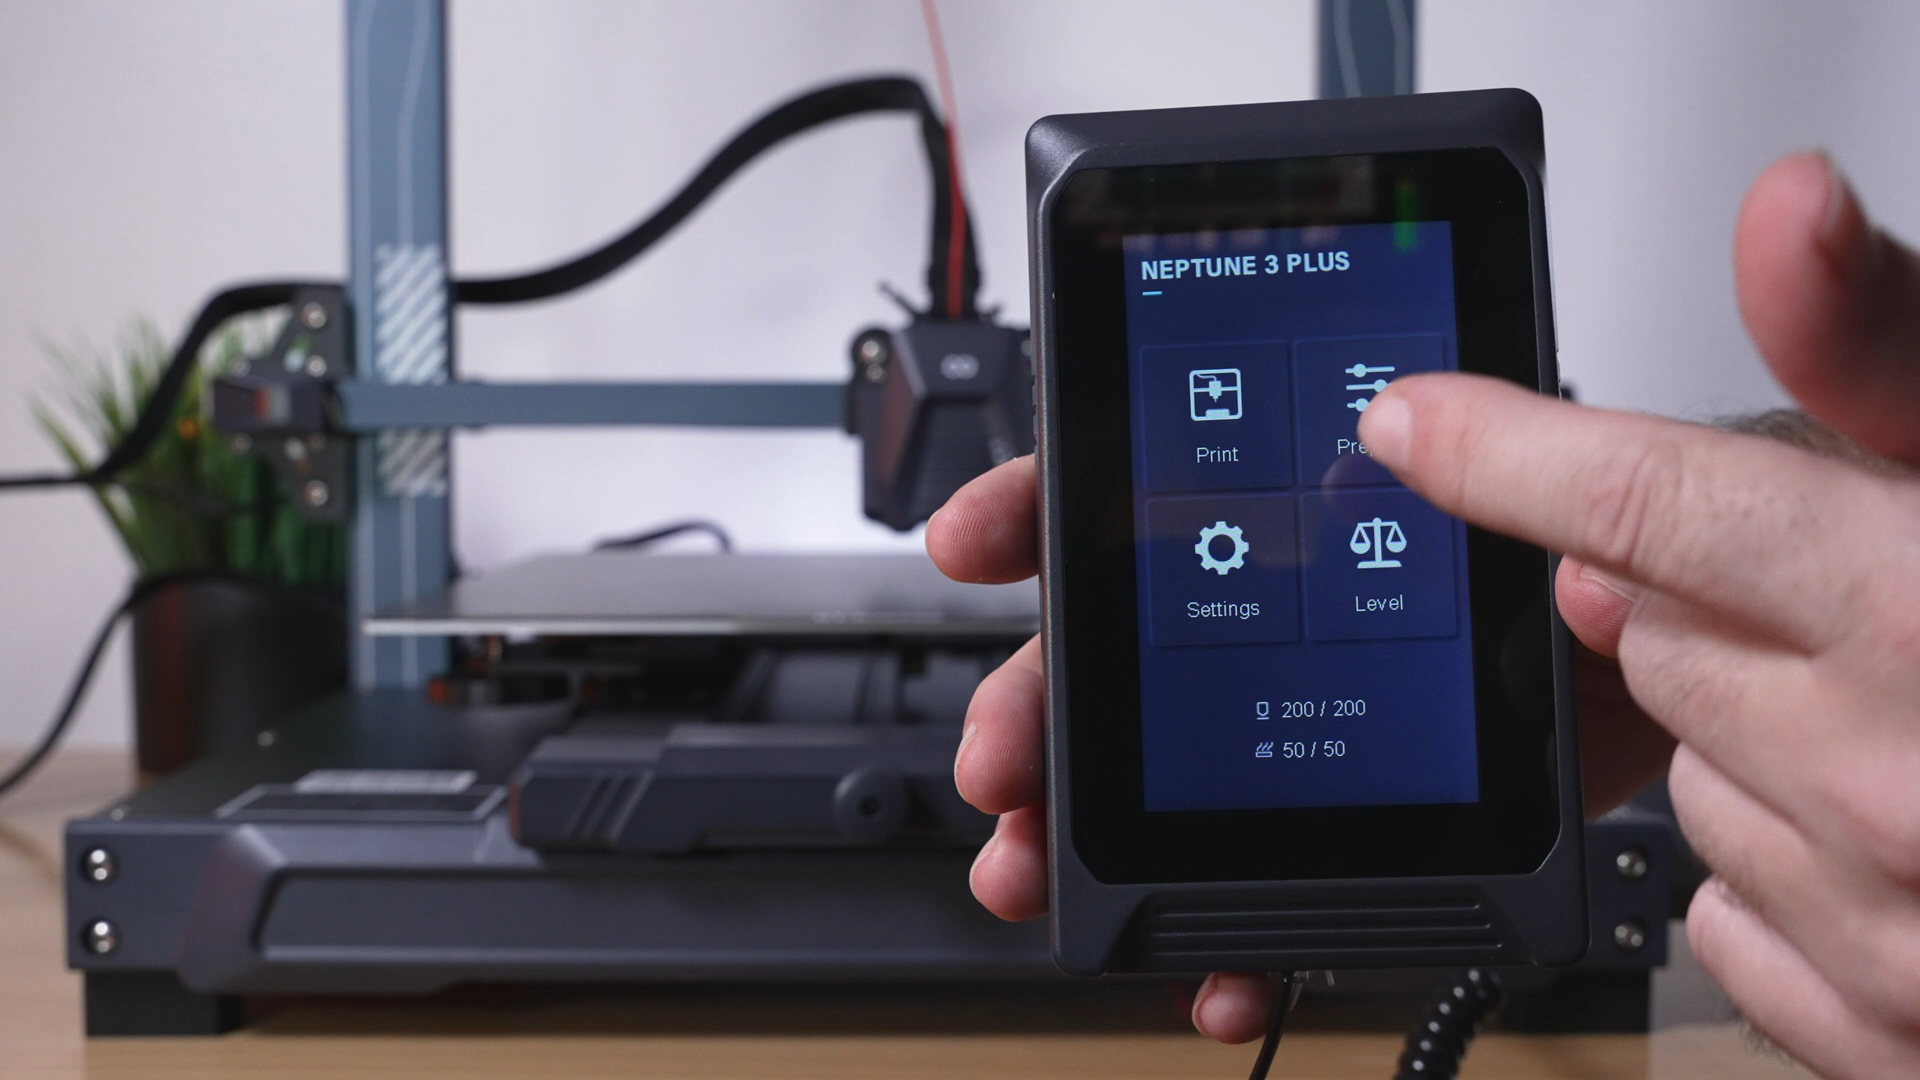 NEPTUNE 3 PLUS
Print
Settings
Level
200 / 200
50 / 50